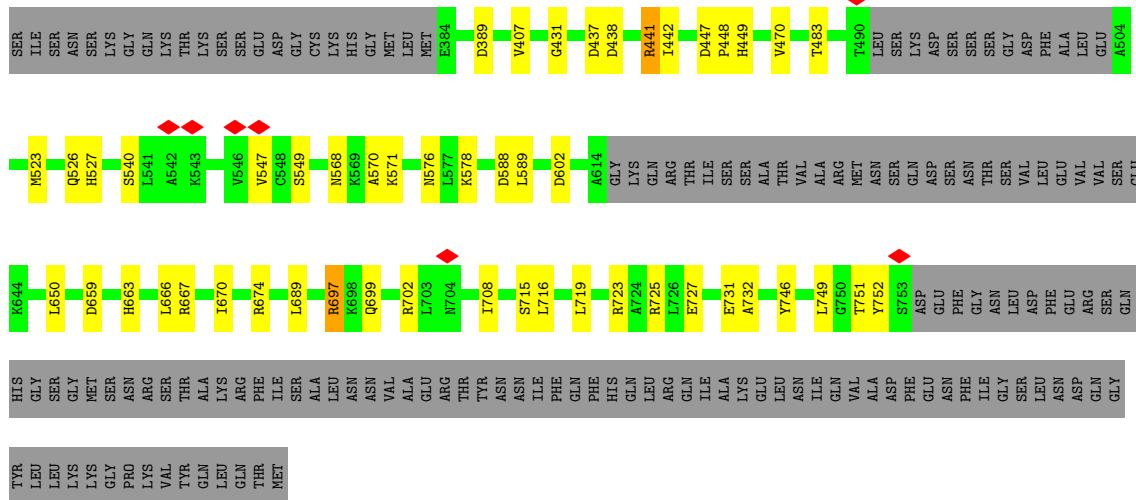 SER ILE SER ASN SER LYS GLY GLN LYS THR LYS SER SER GLU ASP GLY CYS LYS HIS GLY MET LEU MET E384 D389 V407 G431 D437 D438 R441 I442 D447 P448 H449 V470 T483 T490 LEU SER LYS ASP SER SER SER GLY ASP PHE ALA LEU GLU A504
M523 Q526 H527 S540 L541 A542 K543 V546 V547 C548 S549 N568 K569 A570 K571 N576 L577 K578 D588 L589 D602 A614 GLY LYS GLN ARG THR ILE SER SER ALA THR VAL ALA ARG MET ASN SER GLN ASP SER ASN THR SER VAL LEU GLU VAL VAL SER GLU
K644 L650 D659 H663 L666 R667 I670 R674 L689 R697 K698 Q699 R702 L703 N704 I708 S715 L716 L719 R723 A724 R725 L726 E727 E731 A732 Y746 L749 G750 T751 Y752 S753 ASP GLU PHE GLY ASN LEU ASP PHE GLU ARG SER GLN
HIS GLY SER GLY MET SER ASN ARG SER THR ALA LYS ARG PHE ILE SER ALA LEU ASN ASN VAL ALA GLU ARG THR TYR ASN ASN ILE PHE GLN PHE HIS GLN LEU ARG GLN ILE ALA LYS GLU LEU ASN ILE GLN VAL ALA ASP PHE GLU ASN PHE ILE GLY SER LEU ASN ASP GLN GLY
TYR LEU LEU LYS LYS GLY PRO LYS VAL TYR GLN LEU GLN THR MET